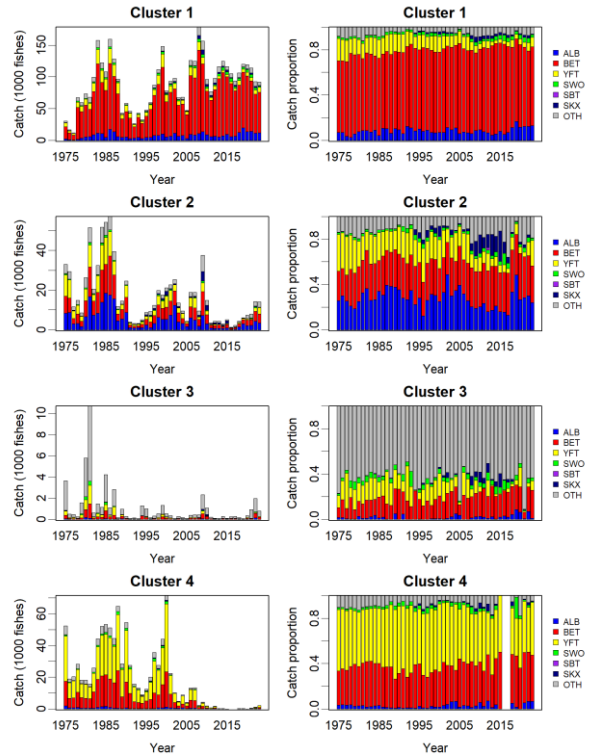 Cluster 1
Catch (1000 fishes)
0 50 100 150
1975 1985 1995 2005 2015
Year
Cluster 1
Catch proportion
0.0 0.4 0.8
1975 1985 1995 2005 2015
Year
ALB
BET
YFT
SWO
SBT
SKX
OTH
Cluster 2
Catch (1000 fishes)
0 20 40
1975 1985 1995 2005 2015
Year
Cluster 2
Catch proportion
0.0 0.4 0.8
1975 1985 1995 2005 2015
Year
ALB
BET
YFT
SWO
SBT
SKX
OTH
Cluster 3
Catch (1000 fishes)
0 2 4 6 8 10
1975 1985 1995 2005 2015
Year
Cluster 3
Catch proportion
0.0 0.4 0.8
1975 1985 1995 2005 2015
Year
ALB
BET
YFT
SWO
SBT
SKX
OTH
Cluster 4
Catch (1000 fishes)
0 20 40 60
1975 1985 1995 2005 2015
Year
Cluster 4
Catch proportion
0.0 0.4 0.8
1975 1985 1995 2005 2015
Year
ALB
BET
YFT
SWO
SBT
SKX
OTH